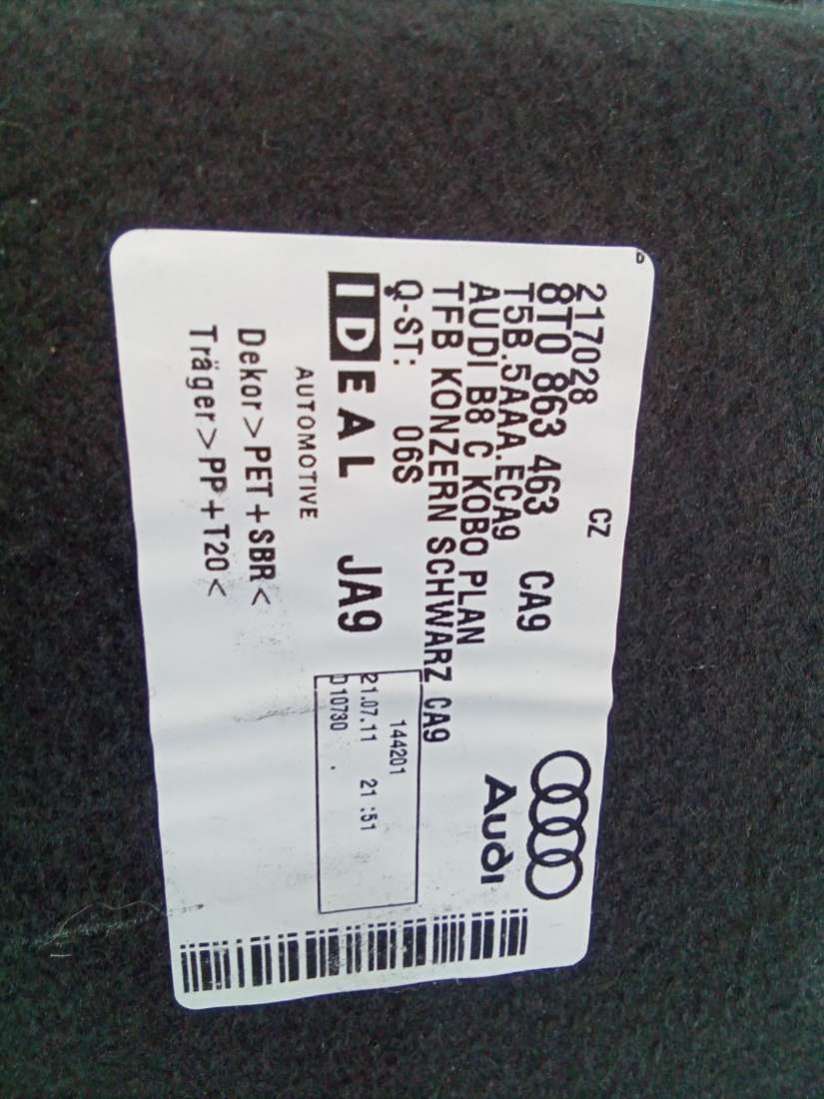 217028 CZ
8T0 863 463 CA9
T5B.5AAA.ECA9
AUDI B8 C KOBO PLAN
TFB KONZERN SCHWARZ CA9
Q-ST: 06S
Audi
IDEAL JA9
AUTOMOTIVE
144201
21.07.11 21:51
010730
Dekor>PET+SBR<
Träger>PP+T20<